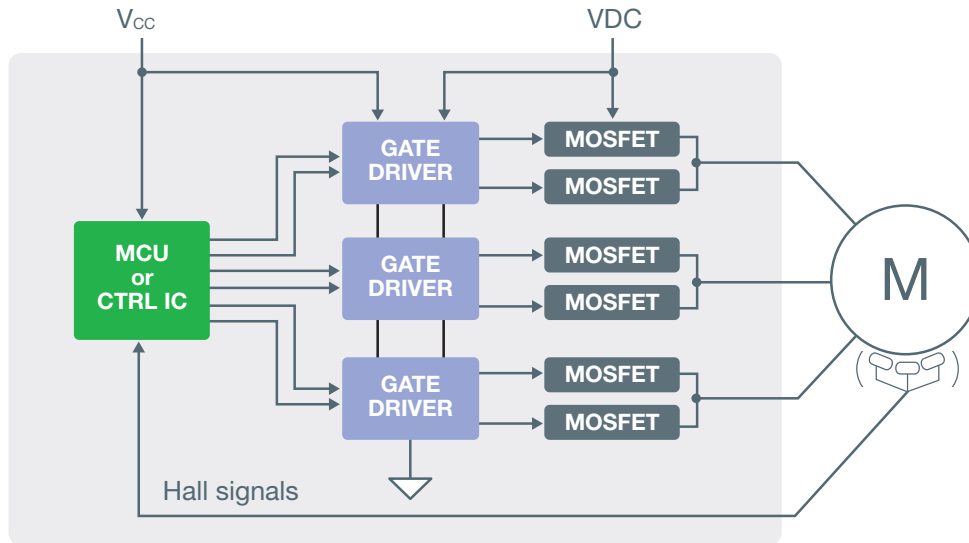 VCC
VDC
GATE
DRIVER
MOSFET
MOSFET
MCU
or
CTRL IC
GATE
DRIVER
MOSFET
MOSFET
M
GATE
DRIVER
MOSFET
MOSFET
Hall signals